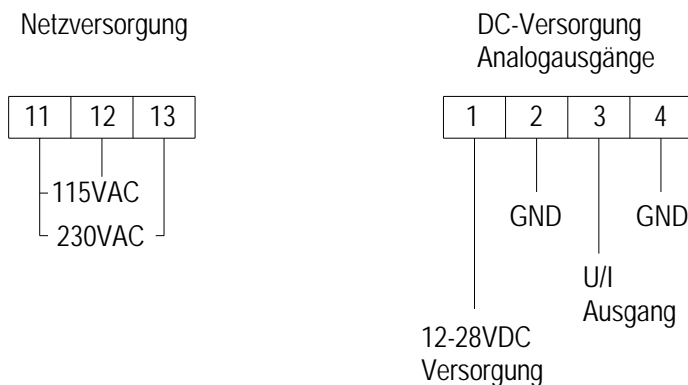 Netzversorgung
11 12 13
115VAC
230VAC
DC-Versorgung
Analogausgänge
1 2 3 4
GND GND
U/I
Ausgang
12-28VDC
Versorgung